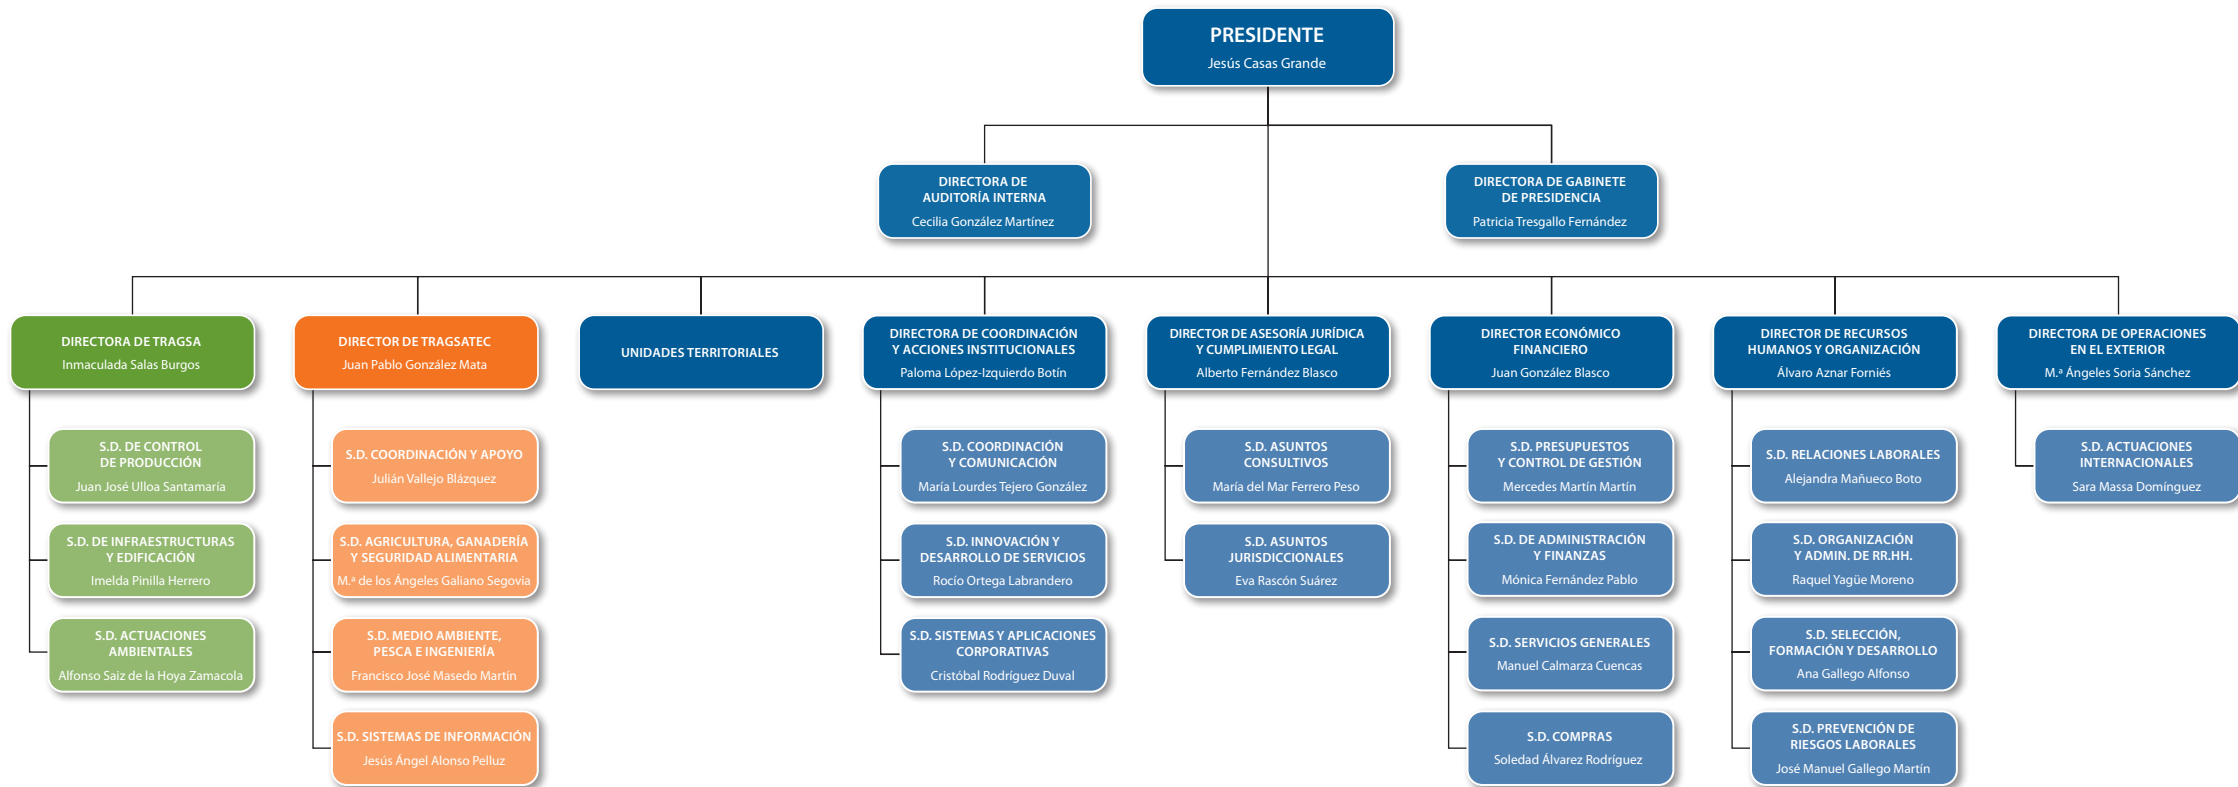 PRESIDENTE
Jesús Casas Grande
DIRECTORA DE
AUDITORÍA INTERNA
Cecilia González Martínez
DIRECTORA DE GABINETE
DE PRESIDENCIA
Patricia Tresgallo Fernández
DIRECTORA DE TRAGSA
Inmaculada Salas Burgos
DIRECTOR DE TRAGSATEC
Juan Pablo González Mata
UNIDADES TERRITORIALES
DIRECTORA DE COORDINACIÓN
Y ACCIONES INSTITUCIONALES
Paloma López-Izquierdo Botín
DIRECTOR DE ASESORÍA JURÍDICA
Y CUMPLIMIENTO LEGAL
Alberto Fernández Blasco
DIRECTOR ECONÓMICO
FINANCIERO
Juan González Blasco
DIRECTOR DE RECURSOS
HUMANOS Y ORGANIZACIÓN
Álvaro Aznar Forniés
DIRECTORA DE OPERACIONES
EN EL EXTERIOR
M.ª Ángeles Soria Sánchez
S.D. DE CONTROL
DE PRODUCCIÓN
Juan José Ulloa Santamaría
S.D. DE INFRAESTRUCTURAS
Y EDIFICACIÓN
Imelda Pinilla Herrero
S.D. ACTUACIONES
AMBIENTALES
Alfonso Saiz de la Hoya Zamacola
S.D. COORDINACIÓN Y APOYO
Julián Vallejo Blázquez
S.D. AGRICULTURA, GANADERÍA
Y SEGURIDAD ALIMENTARIA
M.ª de los Ángeles Galiano Segovia
S.D. MEDIO AMBIENTE,
PESCA E INGENIERÍA
Francisco José Masedo Martín
S.D. SISTEMAS DE INFORMACIÓN
Jesús Ángel Alonso Pelluz
S.D. COORDINACIÓN
Y COMUNICACIÓN
María Lourdes Tejero González
S.D. INNOVACIÓN Y
DESARROLLO DE SERVICIOS
Rocío Ortega Labrandero
S.D. SISTEMAS Y APLICACIONES
CORPORATIVAS
Cristóbal Rodríguez Duval
S.D. ASUNTOS
CONSULTIVOS
María del Mar Ferrero Peso
S.D. ASUNTOS
JURISDICCIONALES
Eva Rascón Suárez
S.D. PRESUPUESTOS
Y CONTROL DE GESTIÓN
Mercedes Martín Martín
S.D. DE ADMINISTRACIÓN
Y FINANZAS
Mónica Fernández Pablo
S.D. SERVICIOS GENERALES
Manuel Calmarza Cuencas
S.D. COMPRAS
Soledad Álvarez Rodríguez
S.D. RELACIONES LABORALES
Alejandra Mañueco Boto
S.D. ORGANIZACIÓN
Y ADMIN. DE RR.HH.
Raquel Yagüe Moreno
S.D. SELECCIÓN,
FORMACIÓN Y DESARROLLO
Ana Gallego Alfonso
S.D. PREVENCIÓN DE
RIESGOS LABORALES
José Manuel Gallego Martín
S.D. ACTUACIONES
INTERNACIONALES
Sara Massa Domínguez